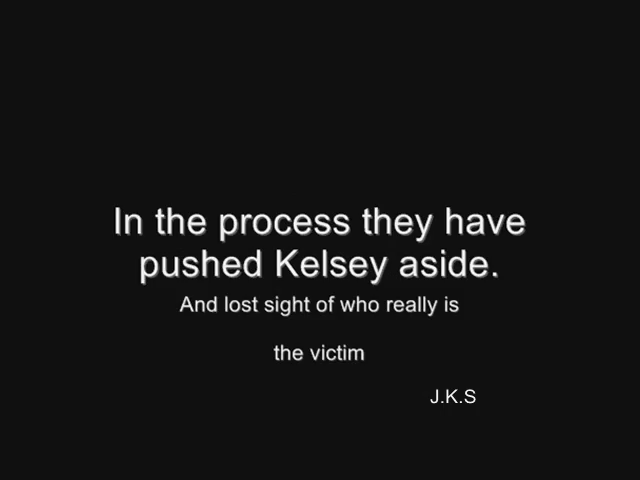 In the process they have
pushed Kelsey aside.
And lost sight of who really is
the victim
J.K.S